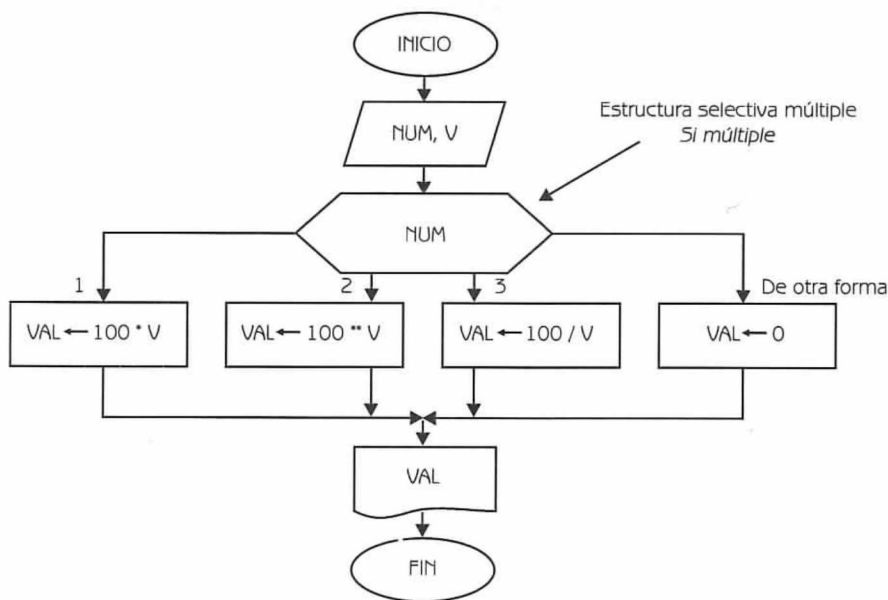 INICIO
NUM, V
Estructura selectiva múltiple
Si múltiple
NUM
1
2
3
De otra forma
VAL ← 100 * V
VAL ← 100 ** V
VAL ← 100 / V
VAL ← 0
VAL
FIN